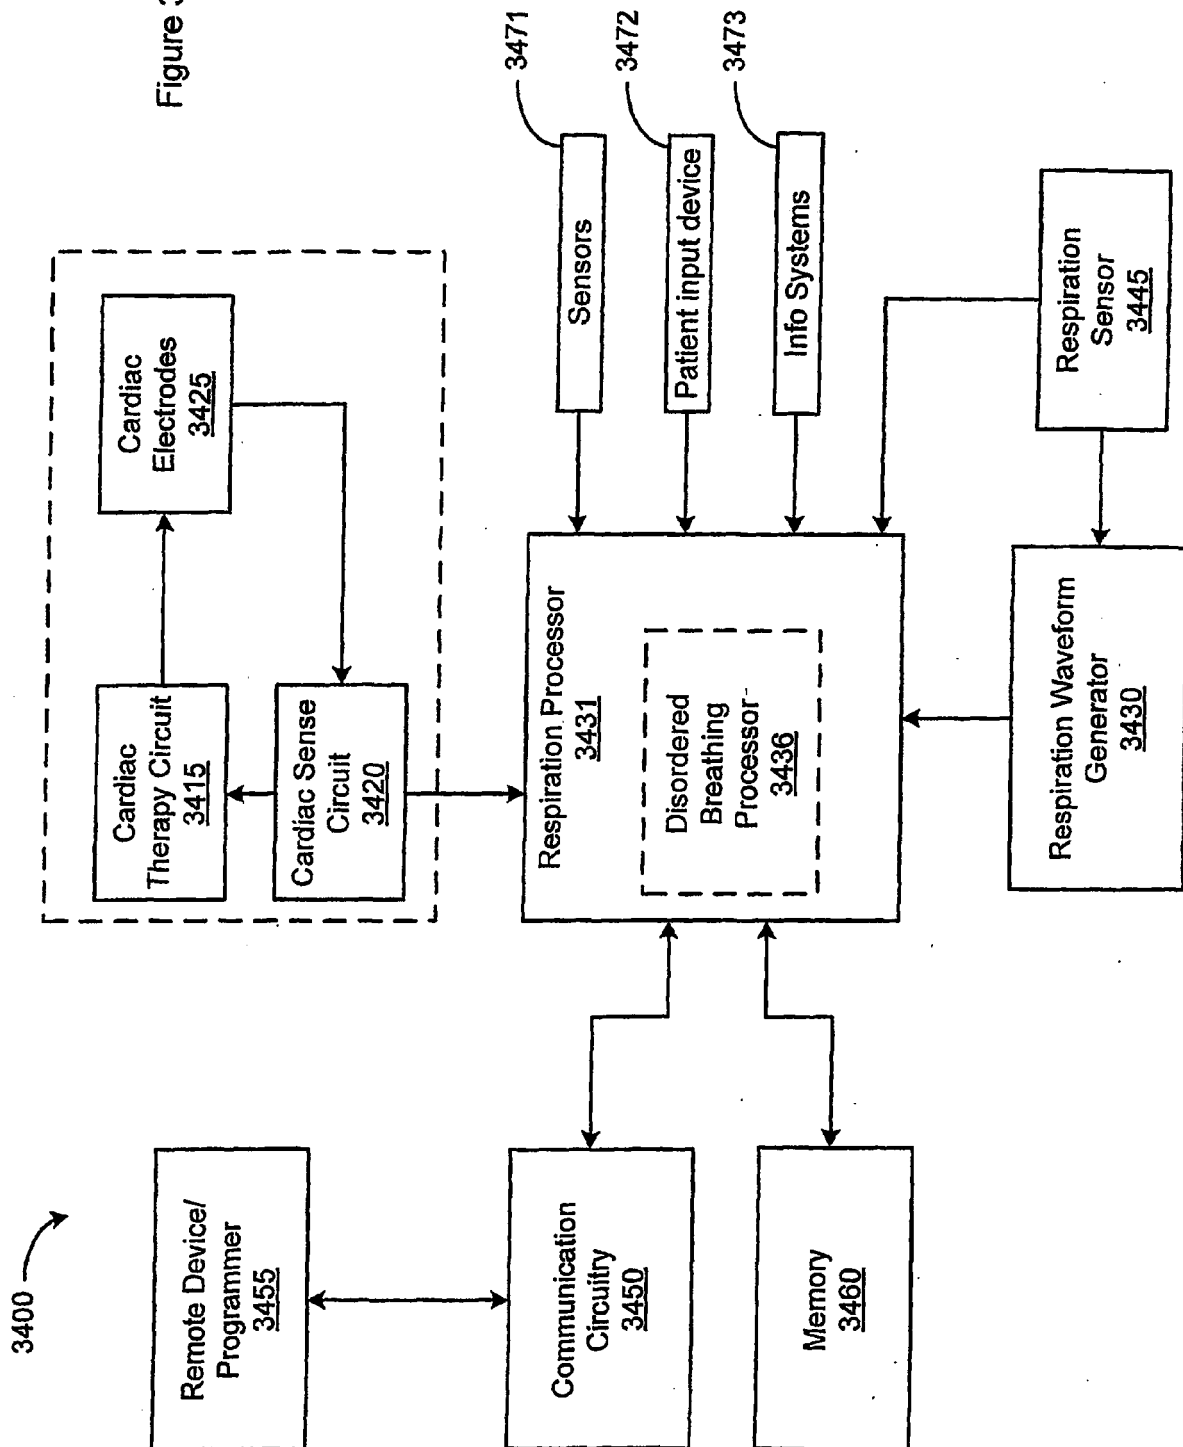 3400
Figure 3
Remote Device/
Programmer
3455
Cardiac
Therapy Circuit
3415
Cardiac
Electrodes
3425
Cardiac Sense
Circuit
3420
Communication
Circuitry
3450
Memory
3460
Respiration Processor
3431
Disordered
Breathing
Processor
3436
Sensors
3471
Patient input device
3472
Info Systems
3473
Respiration Waveform
Generator
3430
Respiration
Sensor
3445